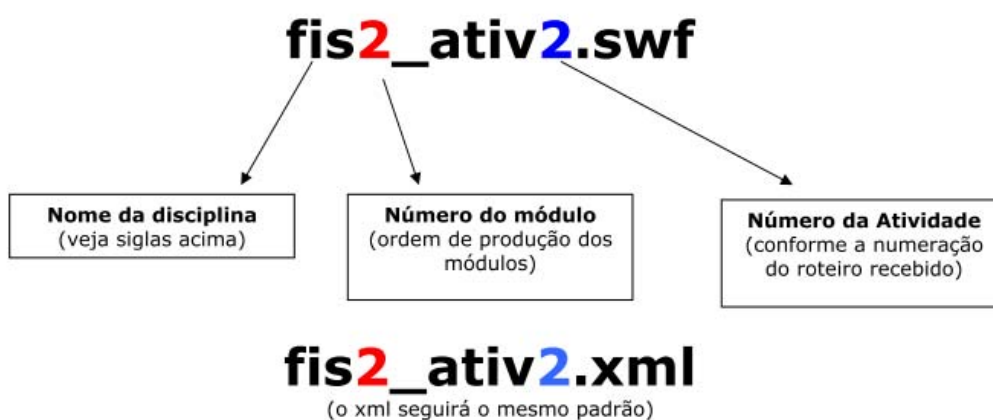 fis2_ativ2.swf
Nome da disciplina
(veja siglas acima)
Número do módulo
(ordem de produção dos
módulos)
Número da Atividade
(conforme a numeração
do roteiro recebido)
fis2_ativ2.xml
(o xml seguirá o mesmo padrão)